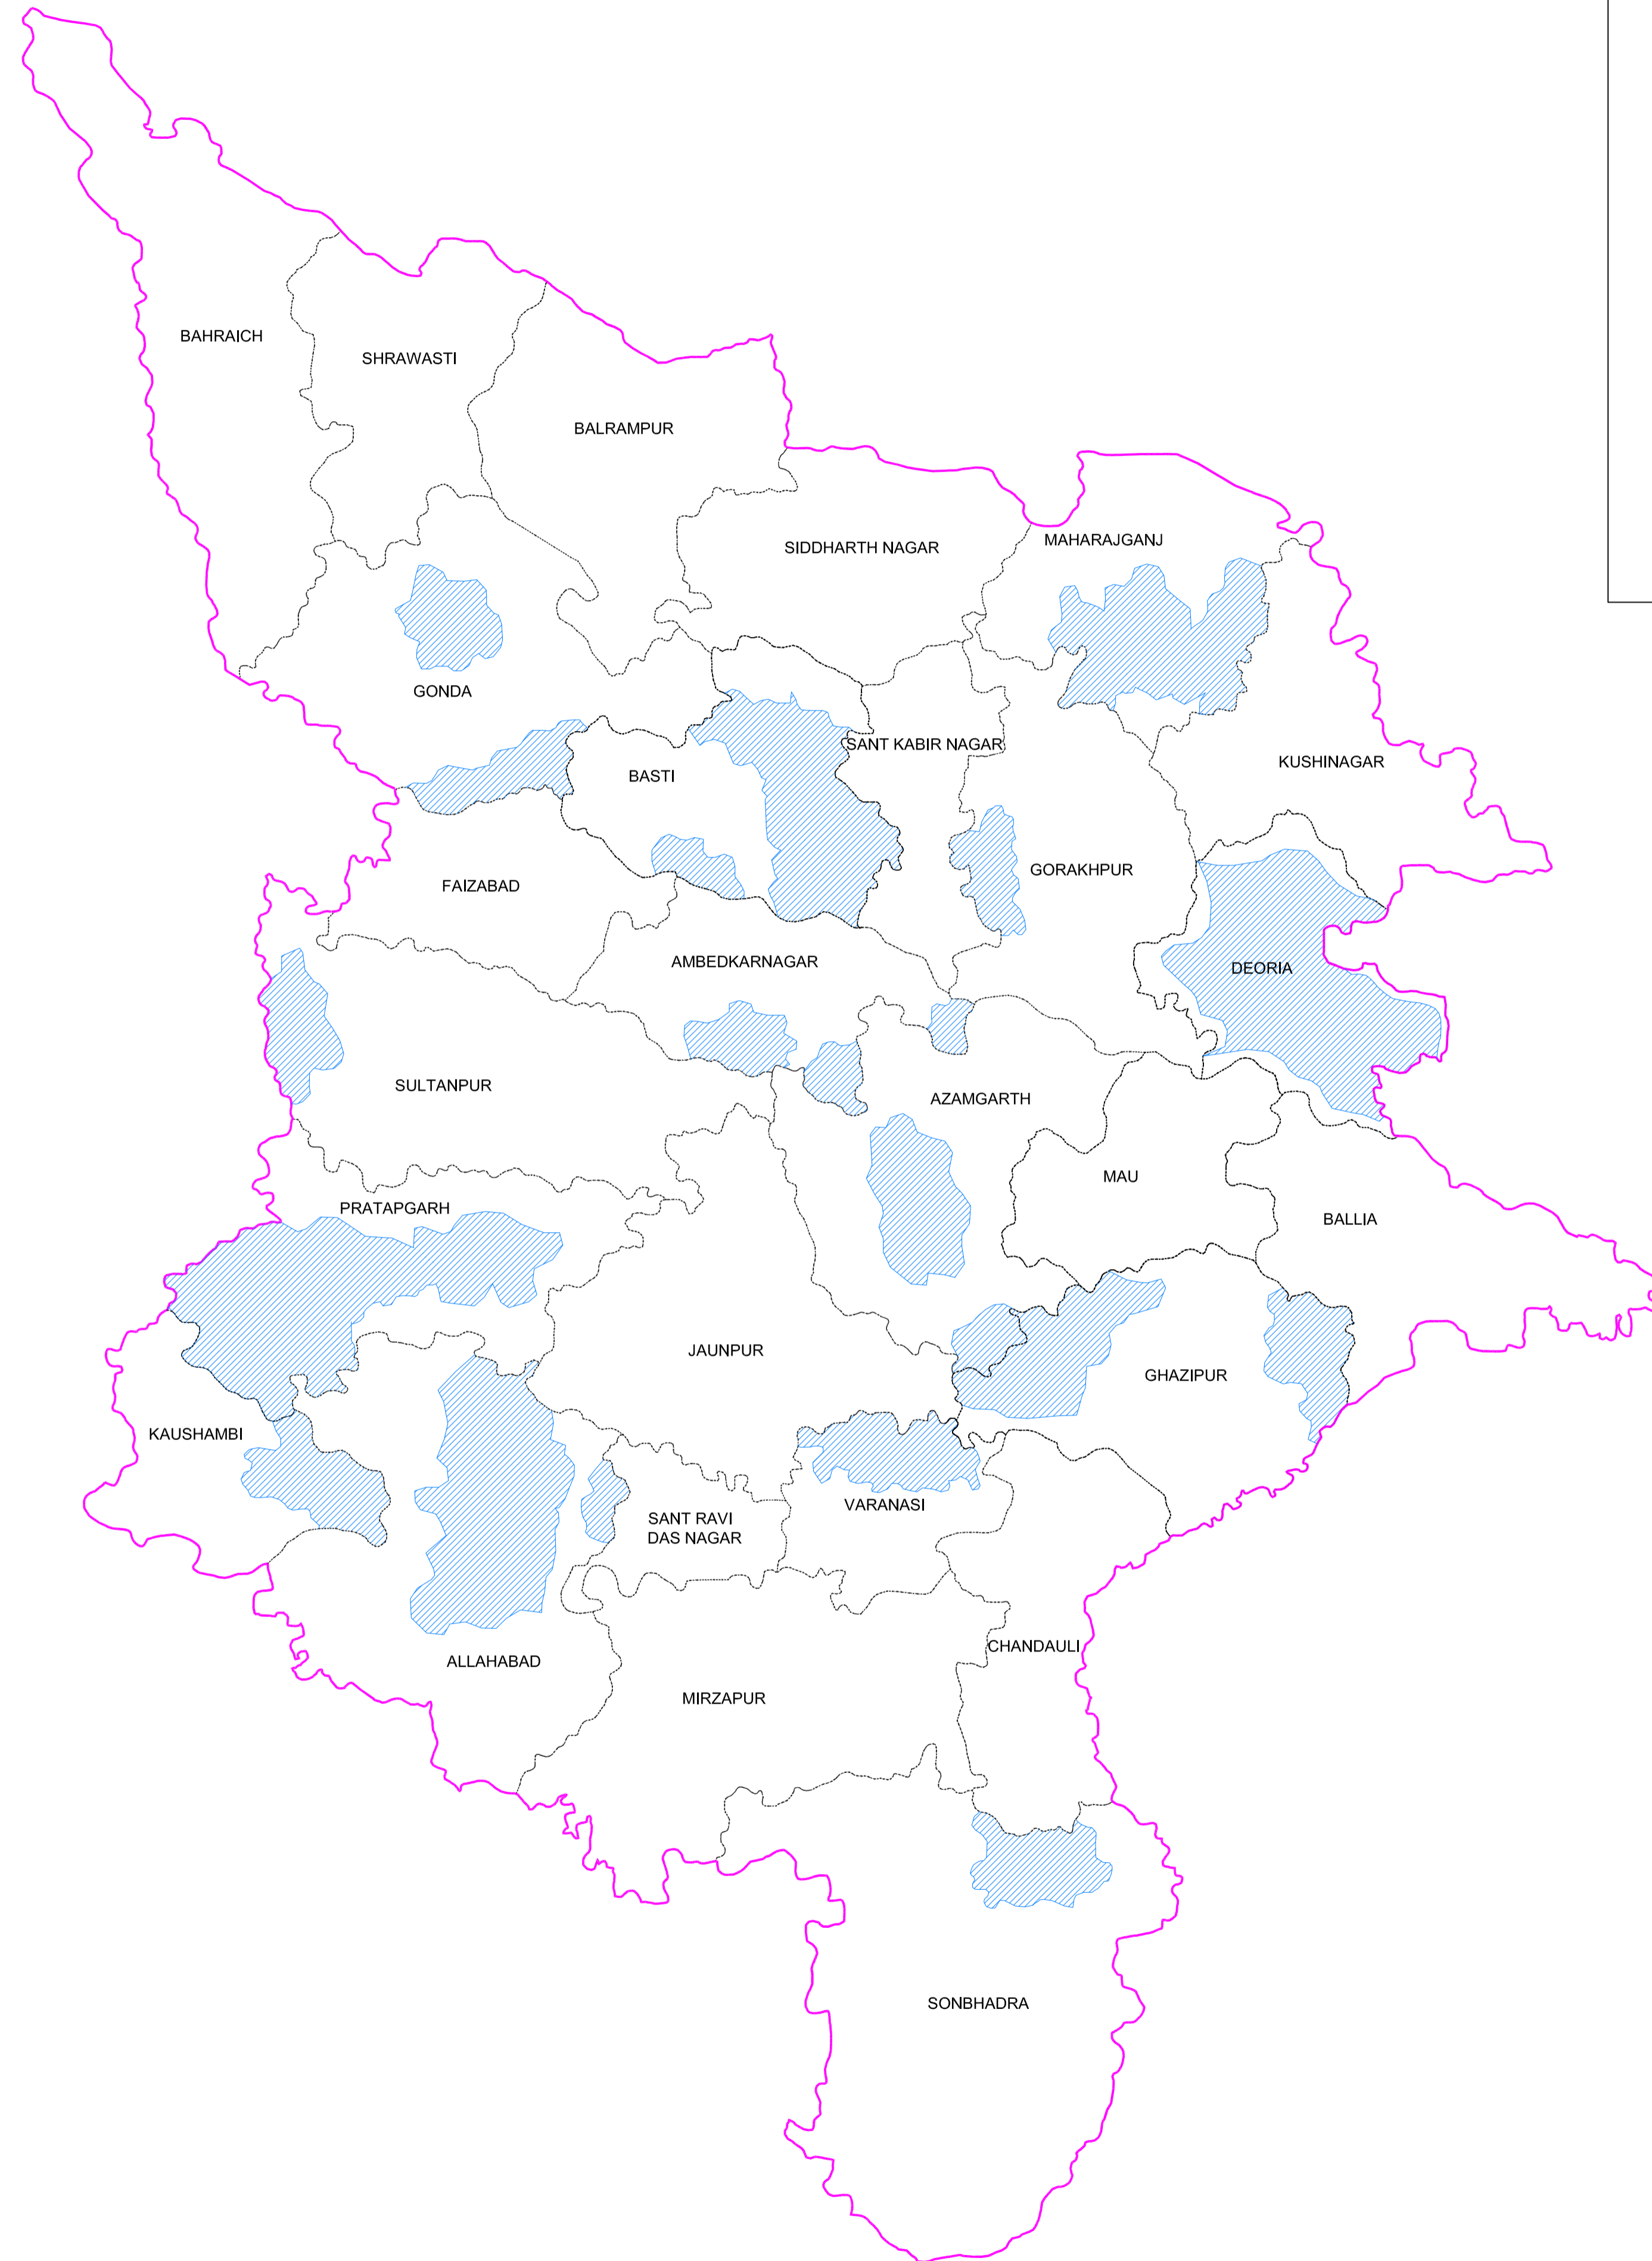 BAHRAICH
SHRAWASTI
BALRAMPUR
SIDDHARTH NAGAR
MAHARAJGANJ
GONDA
SANT KABIR NAGAR
KUSHINAGAR
BASTI
GORAKHPUR
FAIZABAD
AMBEDKARNAGAR
DEORIA
SULTANPUR
AZAMGARTH
MAU
PRATAPGARH
BALLIA
JAUNPUR
GHAZIPUR
KAUSHAMBI
VARANASI
SANT RAVI
DAS NAGAR
CHANDAULI
ALLAHABAD
MIRZAPUR
SONBHADRA